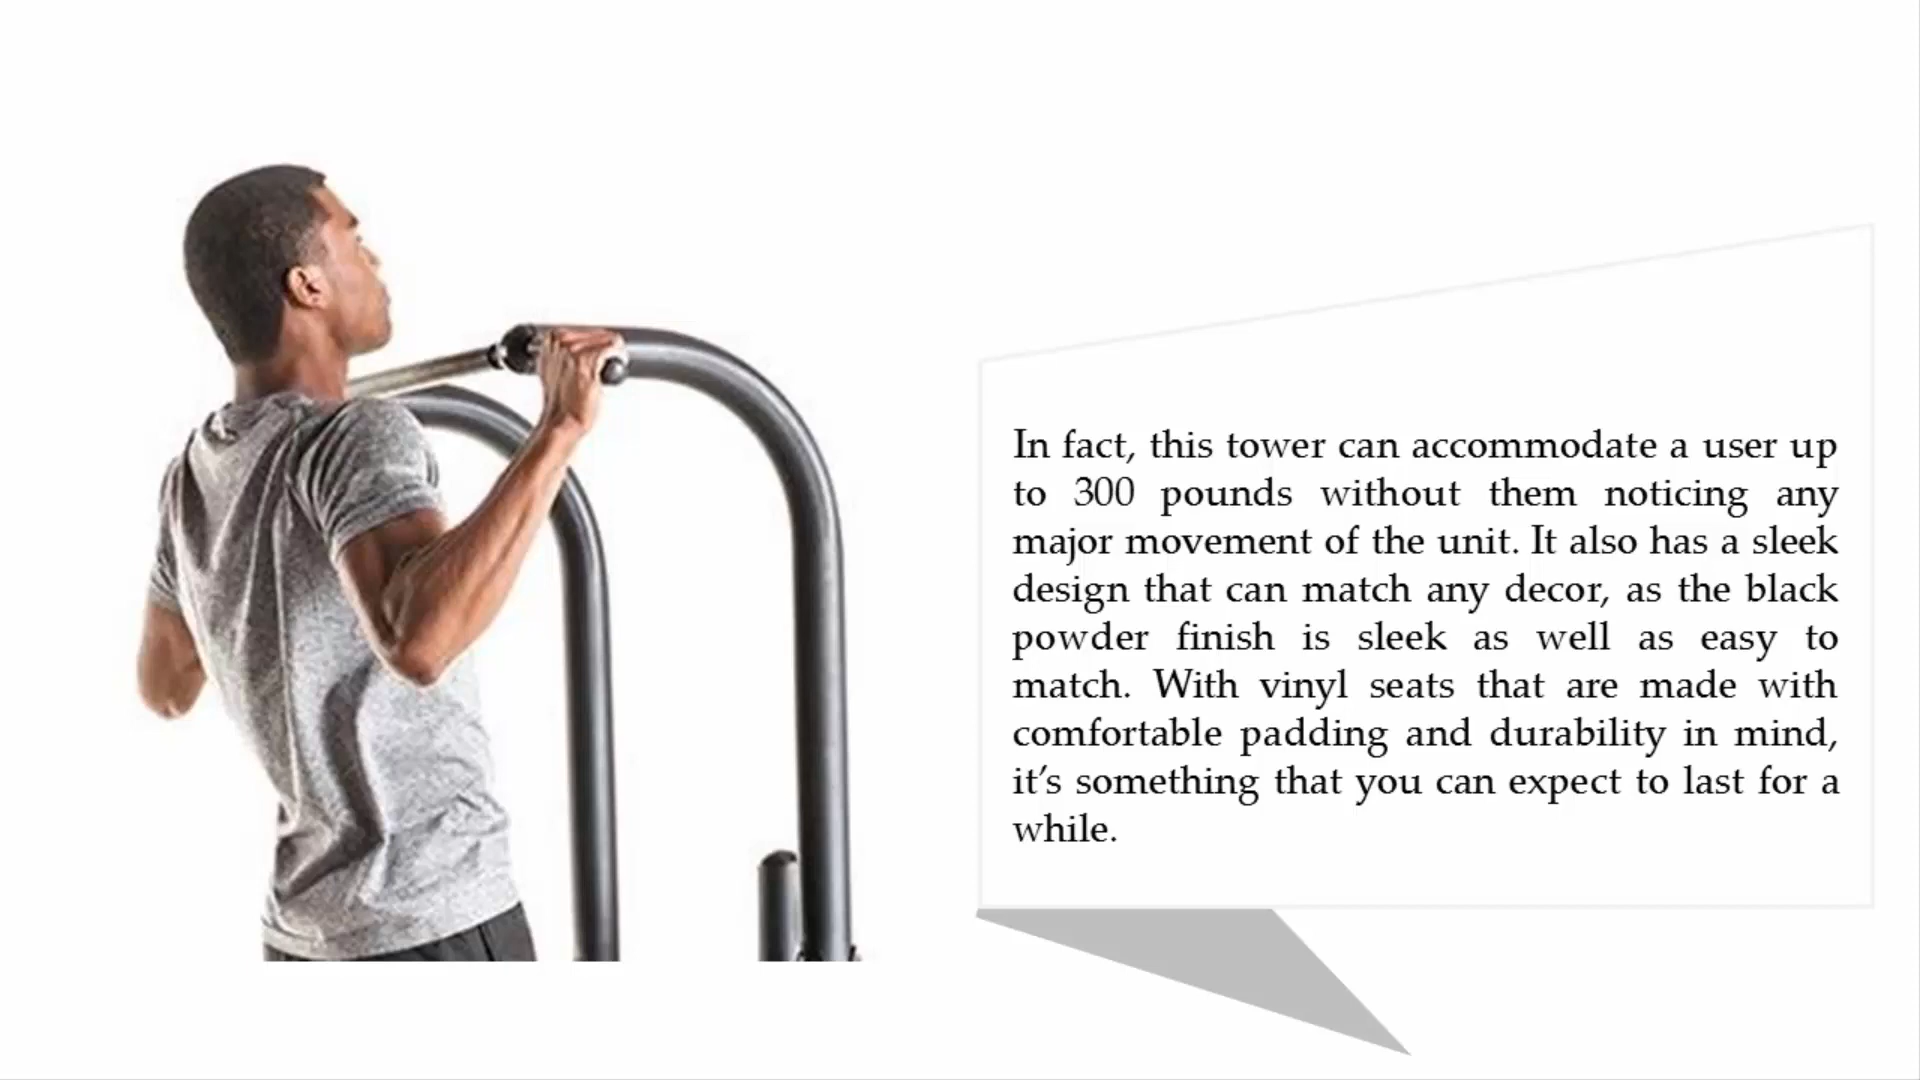 In fact, this tower can accommodate a user up
to 300 pounds without them noticing any
major movement of the unit. It also has a sleek
design that can match any decor, as the black
powder finish is sleek as well as easy to
match. With vinyl seats that are made with
comfortable padding and durability in mind,
it’s something that you can expect to last for a
while.